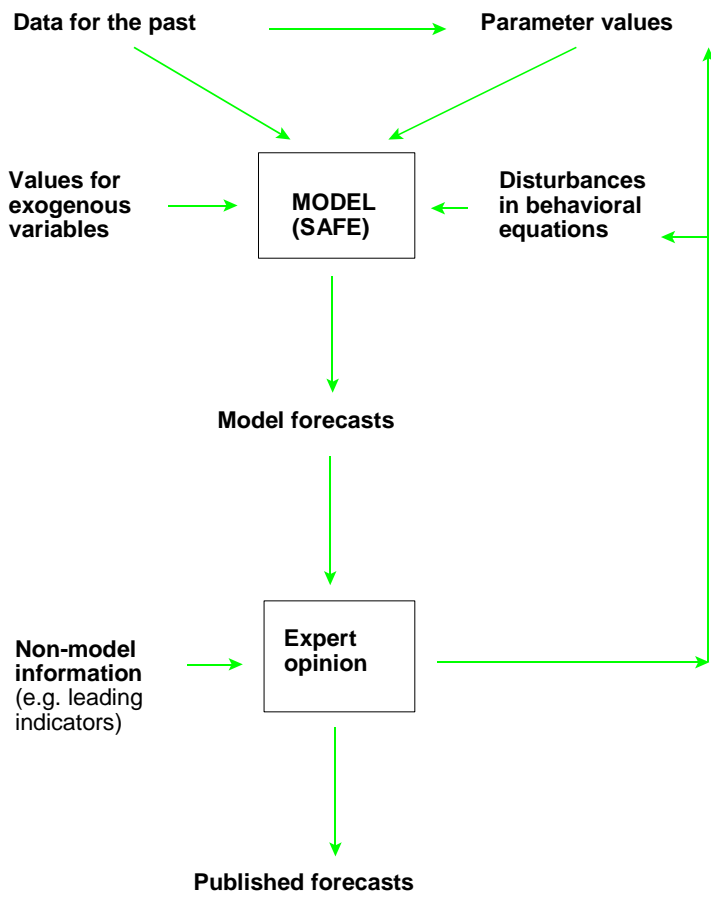 Data for the past
Parameter values
Values for
exogenous
variables
MODEL
(SAFE)
Disturbances
in behavioral
equations
Model forecasts
Non-model
information
(e.g. leading
indicators)
Expert
opinion
Published forecasts